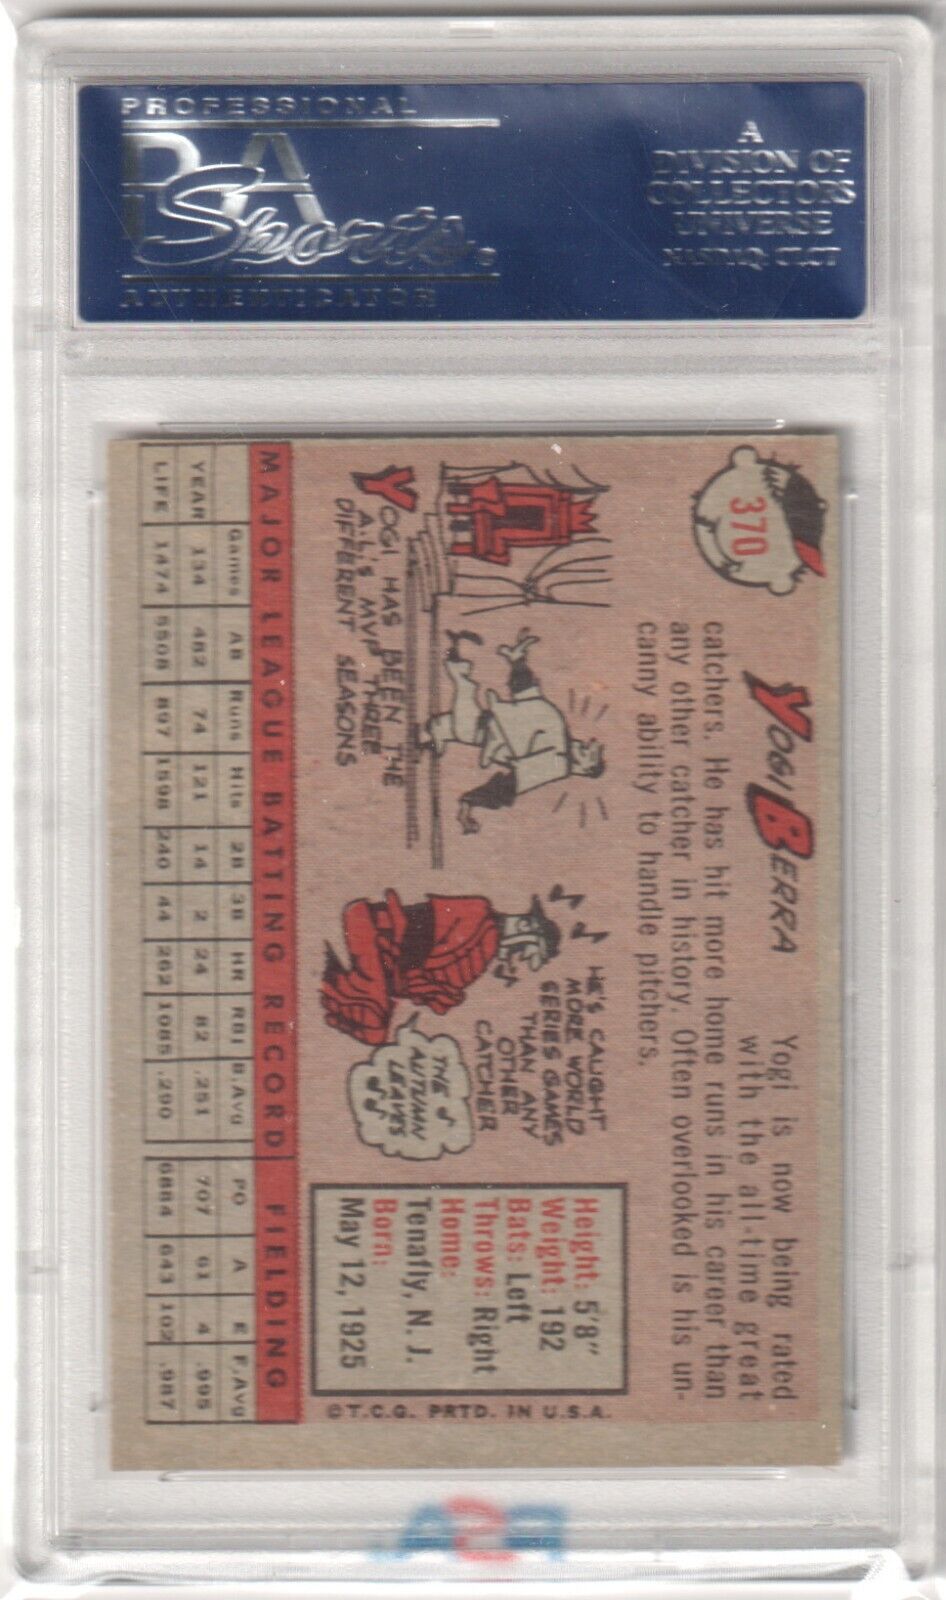 PROFESSIONAL
PSA
Sports®
AUTHENTICATOR
A
DIVISION OF
COLLECTORS
UNIVERSE
NASDAQ: CLCT
370
YOGI BERRA
Yogi is now being rated
with the all-time great
catchers. He has hit more home runs in his career than
any other catcher in history. Often overlooked is his un-
canny ability to handle pitchers.
YOGI HAS BEEN THE
A.L.'S MVP THREE
DIFFERENT SEASONS
HE'S CAUGHT
MORE WORLD
SERIES GAMES
THAN ANY
OTHER
CATCHER
THE
AUTUMN
LEAVES
Height: 5'8"
Weight: 192
Bats: Left
Throws: Right
Home:
Tenafly, N. J.
Born:
May 12, 1925
©T.C.G. PRTD. IN U.S.A.
MAJOR LEAGUE BATTING RECORD FIELDING
Games AB Runs Hits 2B 3B HR RBI B.Avg PO A E F.Avg
YEAR 134 482 74 121 14 2 24 82 .251 707 61 4 .995
LIFE 1474 5508 897 1598 240 44 262 1085 .290 6884 643 102 .987
PSA